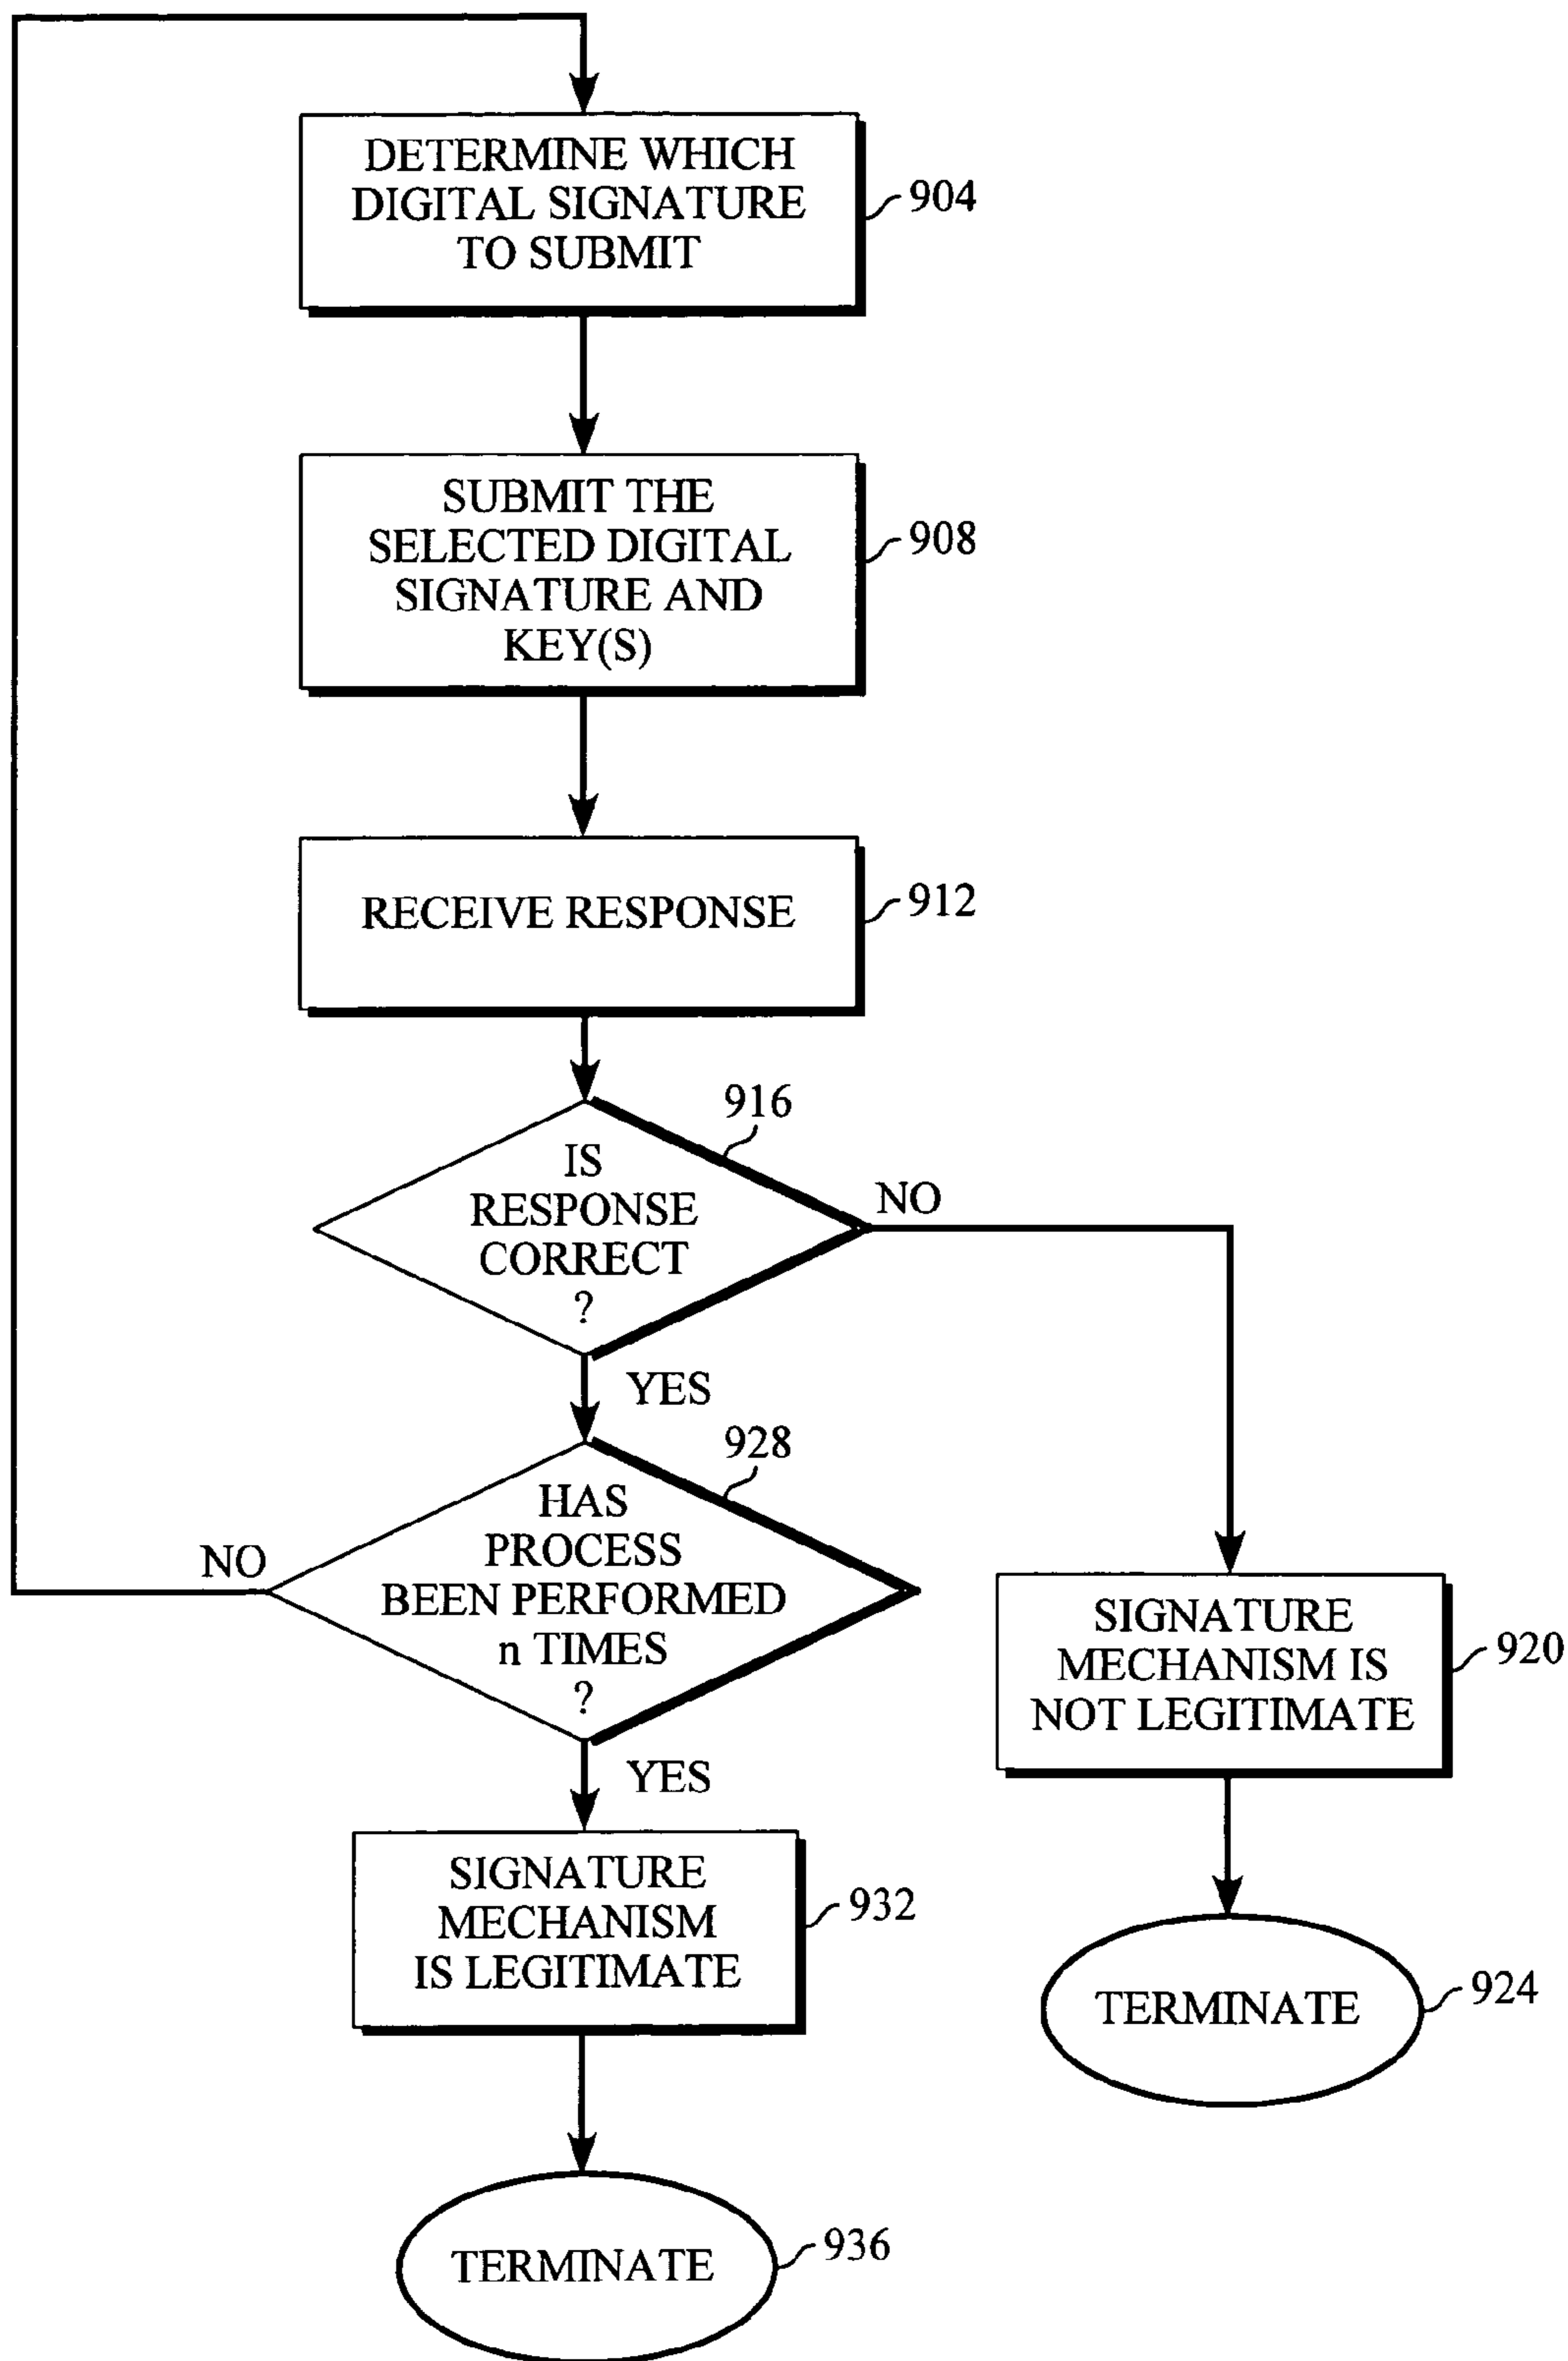 DETERMINE WHICH
DIGITAL SIGNATURE
TO SUBMIT
904
SUBMIT THE
SELECTED DIGITAL
SIGNATURE AND
KEY(S)
908
RECEIVE RESPONSE
912
916
IS
RESPONSE
CORRECT
?
NO
YES
928
HAS
PROCESS
BEEN PERFORMED
n TIMES
?
NO
YES
SIGNATURE
MECHANISM IS
NOT LEGITIMATE
920
SIGNATURE
MECHANISM
IS LEGITIMATE
932
TERMINATE
924
TERMINATE
936